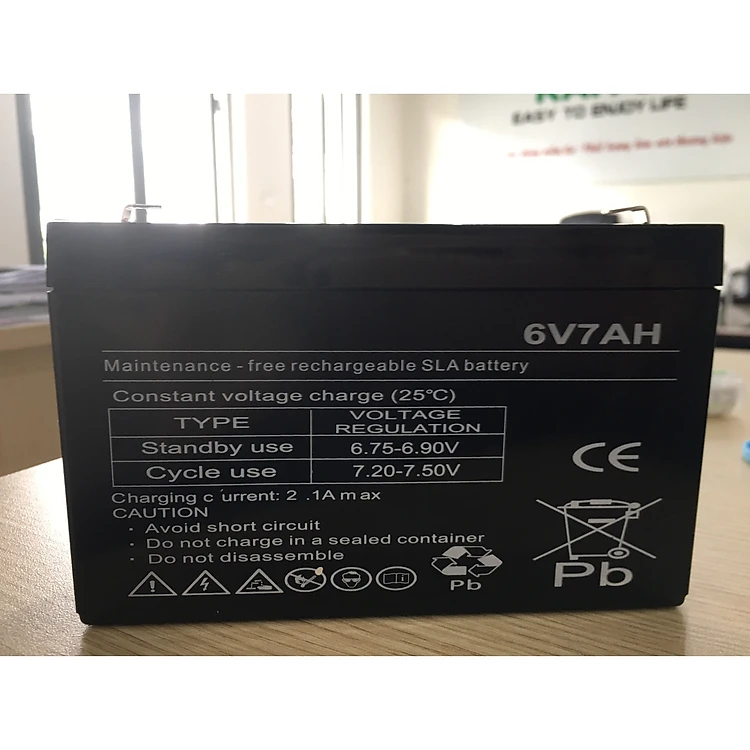 EASY TO ENJOY LIFE
6V7AH
Maintenance - free rechargeable SLA battery
Constant voltage charge (25℃)
TYPE VOLTAGE REGULATION
Standby use 6.75-6.90V
Cycle use 7.20-7.50V
Charging c urrent: 2 .1A m ax
CAUTION
· Avoid short circuit
· Do not charge in a sealed container
· Do not disassemble
CE
Pb
Pb